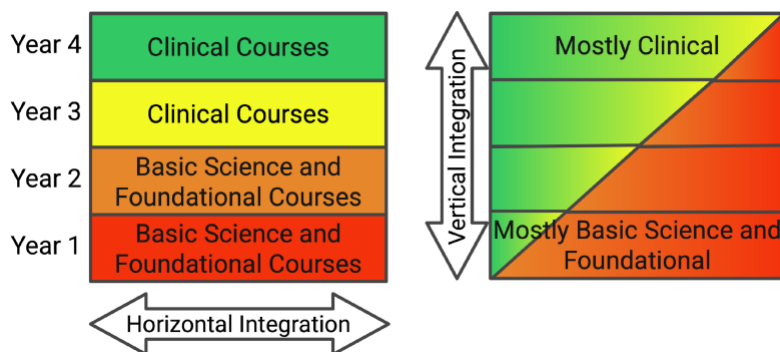 Year 4
Clinical Courses
Year 3
Clinical Courses
Year 2
Basic Science and
Foundational Courses
Year 1
Basic Science and
Foundational Courses
Horizontal Integration
Vertical Integration
Mostly Clinical
Mostly Basic Science and
Foundational